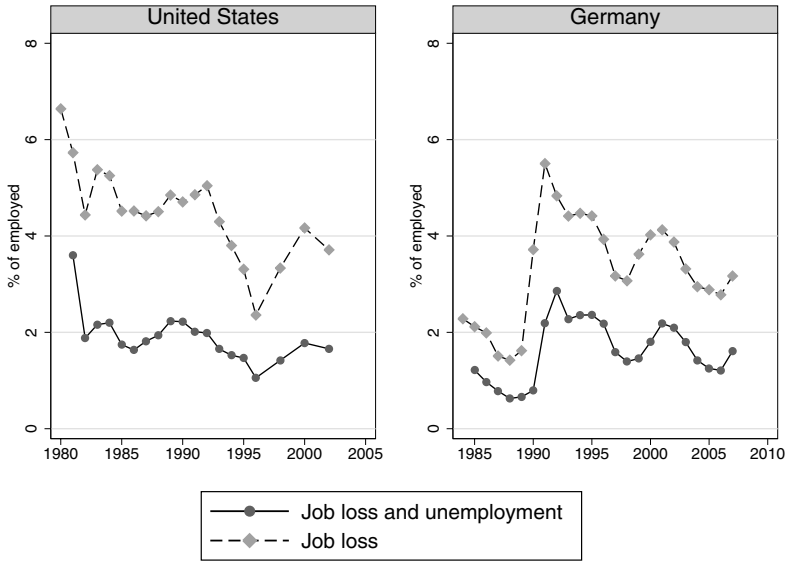 United States
Germany
% of employed
8
6
4
2
0
1980 1985 1990 1995 2000 2005
% of employed
8
6
4
2
0
1985 1990 1995 2000 2005 2010
Job loss and unemployment
Job loss